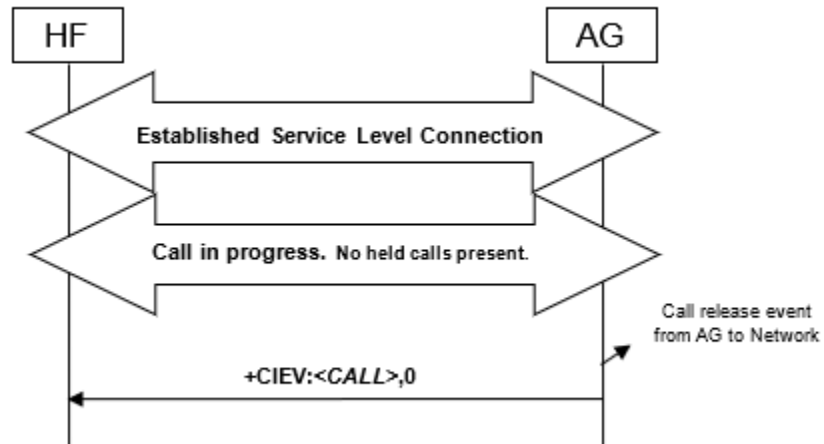 HF
AG
Established Service Level Connection
Call in progress. No held calls present.
Call release event
from AG to Network
+CIEV:<CALL>,0